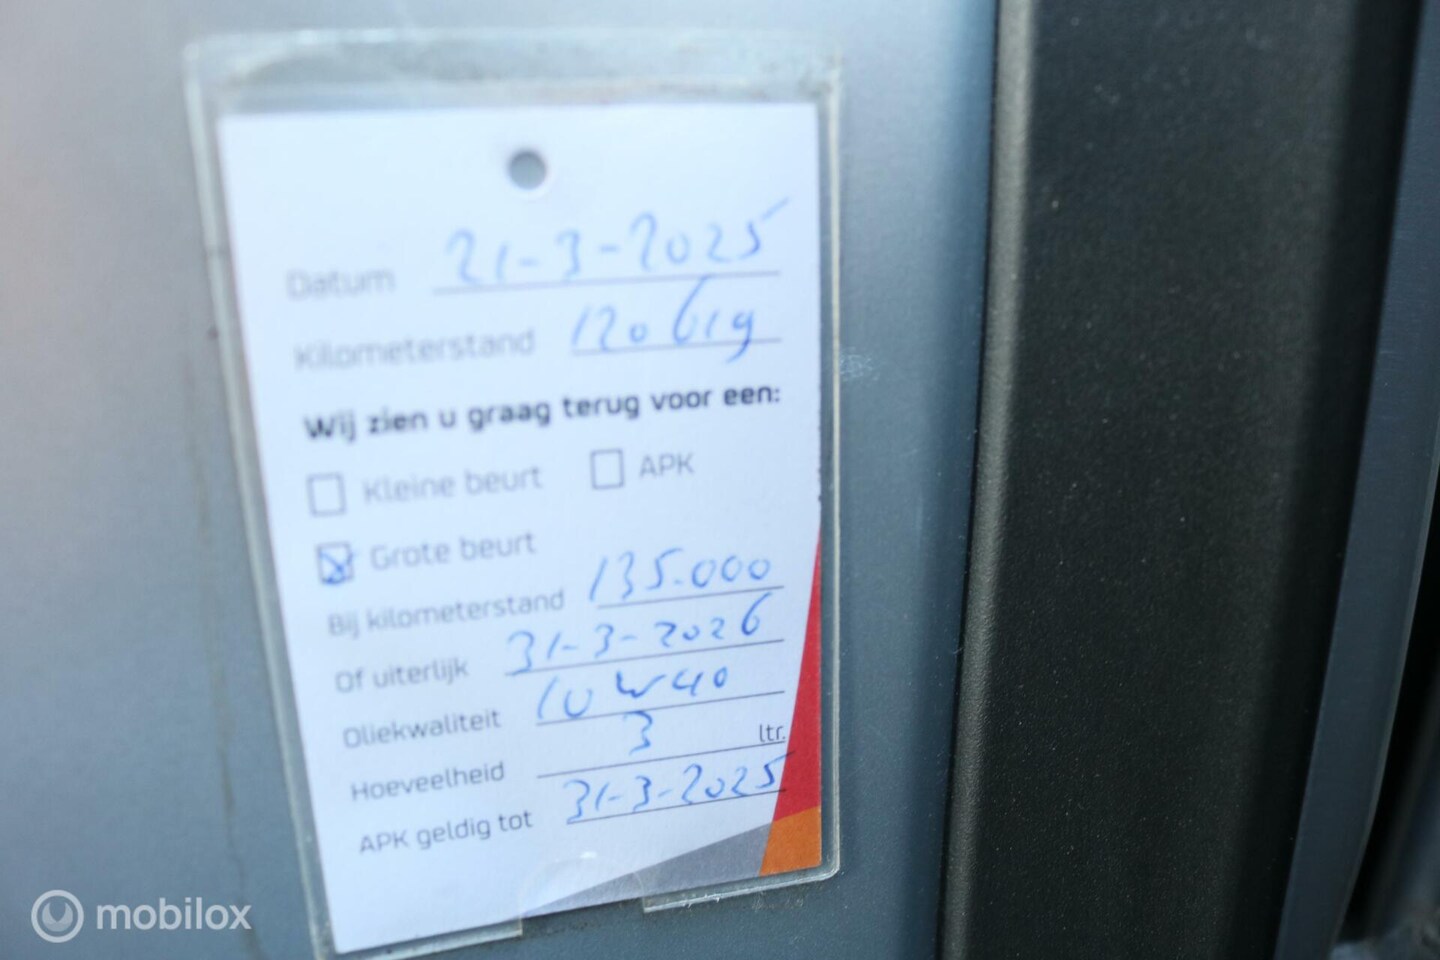 Datum 21-3-2025
Kilometerstand 120619
Wij zien u graag terug voor een:
Kleine beurt APK
Grote beurt
Bij kilometerstand 135.000
Of uiterlijk 31-3-2026
Oliekwaliteit 10w40
Hoeveelheid 3 ltr.
APK geldig tot 31-3-2025
mobilox